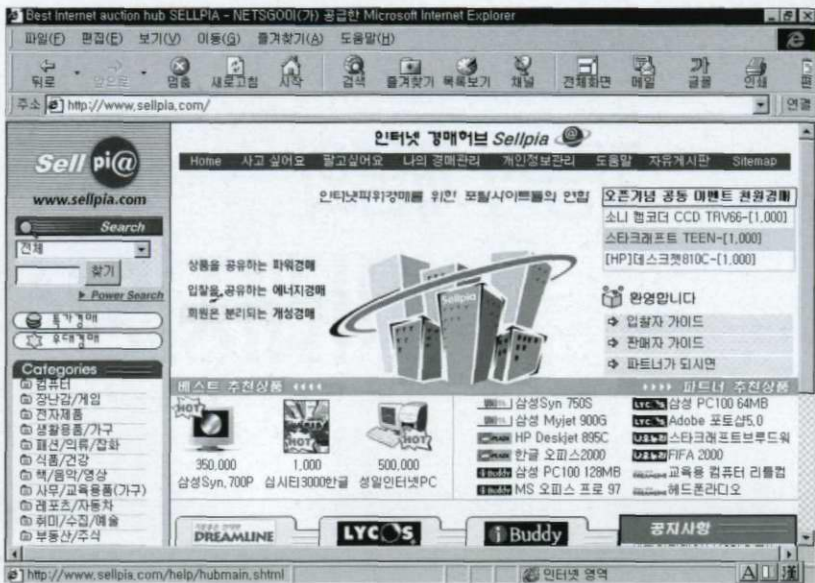 Best Internet auction hub SELLPIA - NETSGO이(가) 공급한 Microsoft Internet Explorer
파일(F) 편집(E) 보기(V) 이동(G) 즐겨찾기(A) 도움말(H)
뒤로 앞으로 멈춤 새로고침 시작 검색 즐겨찾기 목록보기 채널 전체화면 메일 글꼴 인쇄 편
주소 http://www.sellpia.com/ 연결
Sell pi@
www.sellpia.com
Search
전체
찾기
Power Search
특가경매
우대경매
Categories
컴퓨터
장난감/게임
전자제품
생활용품/가구
패션/의류/잡화
식품/건강
책/음악/영상
사무/교육용품(가구)
레포츠/자동차
취미/수집/예술
부동산/주식
인터넷 경매허브 Sellpia
Home 사고 싶어요 팔고싶어요 나의 경매관리 개인정보관리 도움말 자유게시판 Sitemap
인터넷파워경매를 위한 포탈사이트들의 연합
상품을 공유하는 파워경매
입찰을 공유하는 에너지경매
회원은 분리되는 개성경매
Sellpia
오픈기념 공동 이벤트 천원경매
소니 캠코더 CCD TRV66-[1,000]
스타크래프트 TEEN-[1,000]
[HP]데스크젯810C-[1,000]
환영합니다
입찰자 가이드
판매자 가이드
파트너가 되시면
베스트 추천상품
파트너 추천상품
HOT
350,000
삼성Syn, 700P
HOT
1,000
심시티3000한글
HOT
500,000
성일인터넷PC
삼성Syn 750S
삼성 Myjet 900G
HP Deskjet 895C
한글 오피스2000
삼성 PC100 128MB
MS 오피스 프로 97
삼성 PC100 64MB
Adobe 포토샵5,0
스타크래프트브루드워
FIFA 2000
교육용 컴퓨터 리틀컴
헤드폰라디오
DREAMLINE
LYCOS
i Buddy
공지사항
http://www.sellpia.com/help/hubmain.shtml
인터넷 영역
A 漢